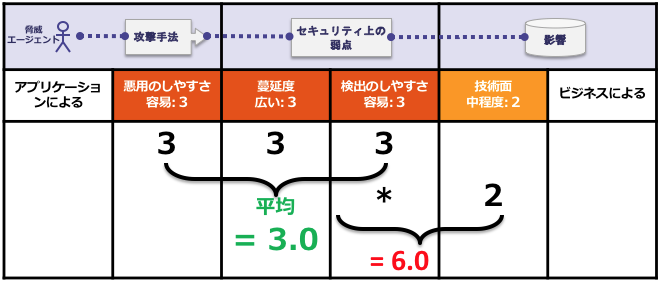 脅威
エージェント
攻撃手法
セキュリティ上の
弱点
影響
アプリケーショ
ンによる
悪用のしやすさ
容易: 3
蔓延度
広い: 3
検出のしやすさ
容易: 3
技術面
中程度: 2
ビジネスによる
3
3
3
*
2
平均
= 3.0
= 6.0